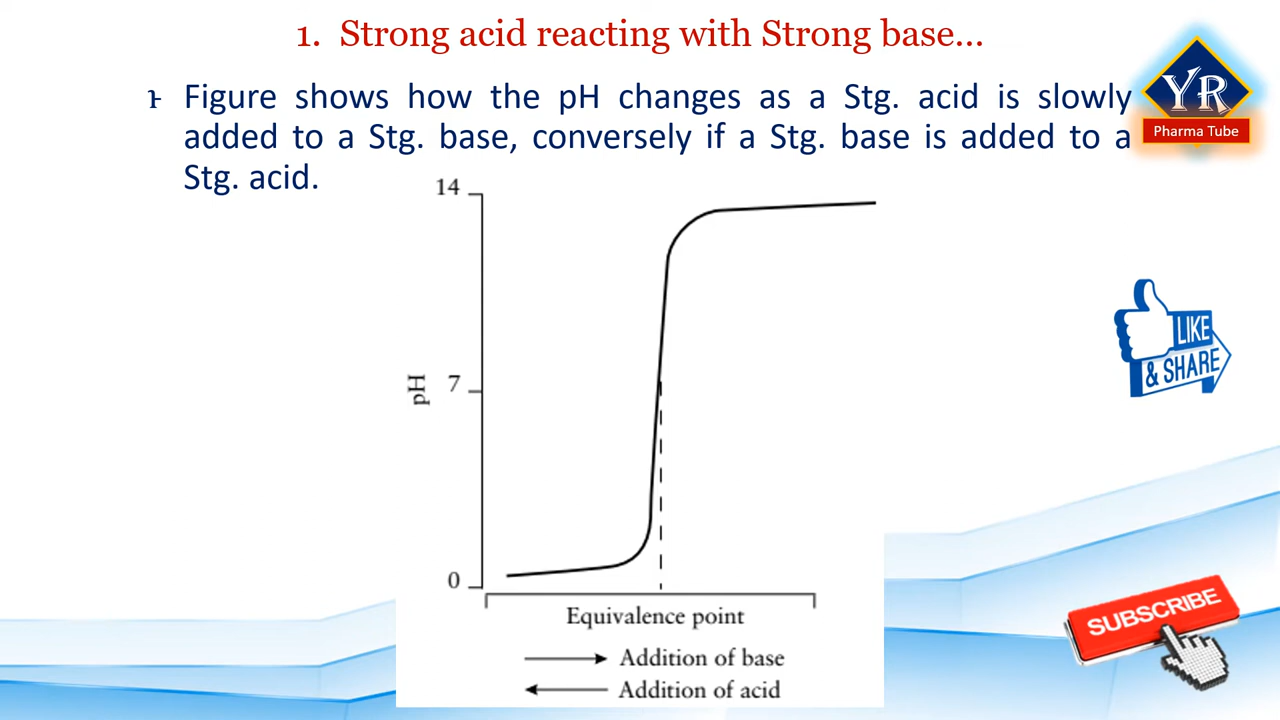 1. Strong acid reacting with Strong base...
Figure shows how the pH changes as a Stg. acid is slowly
added to a Stg. base, conversely if a Stg. base is added to a
Stg. acid.
YR
Pharma Tube
14
7
0
pH
Equivalence point
Addition of base
Addition of acid
LIKE
& SHARE
SUBSCRIBE